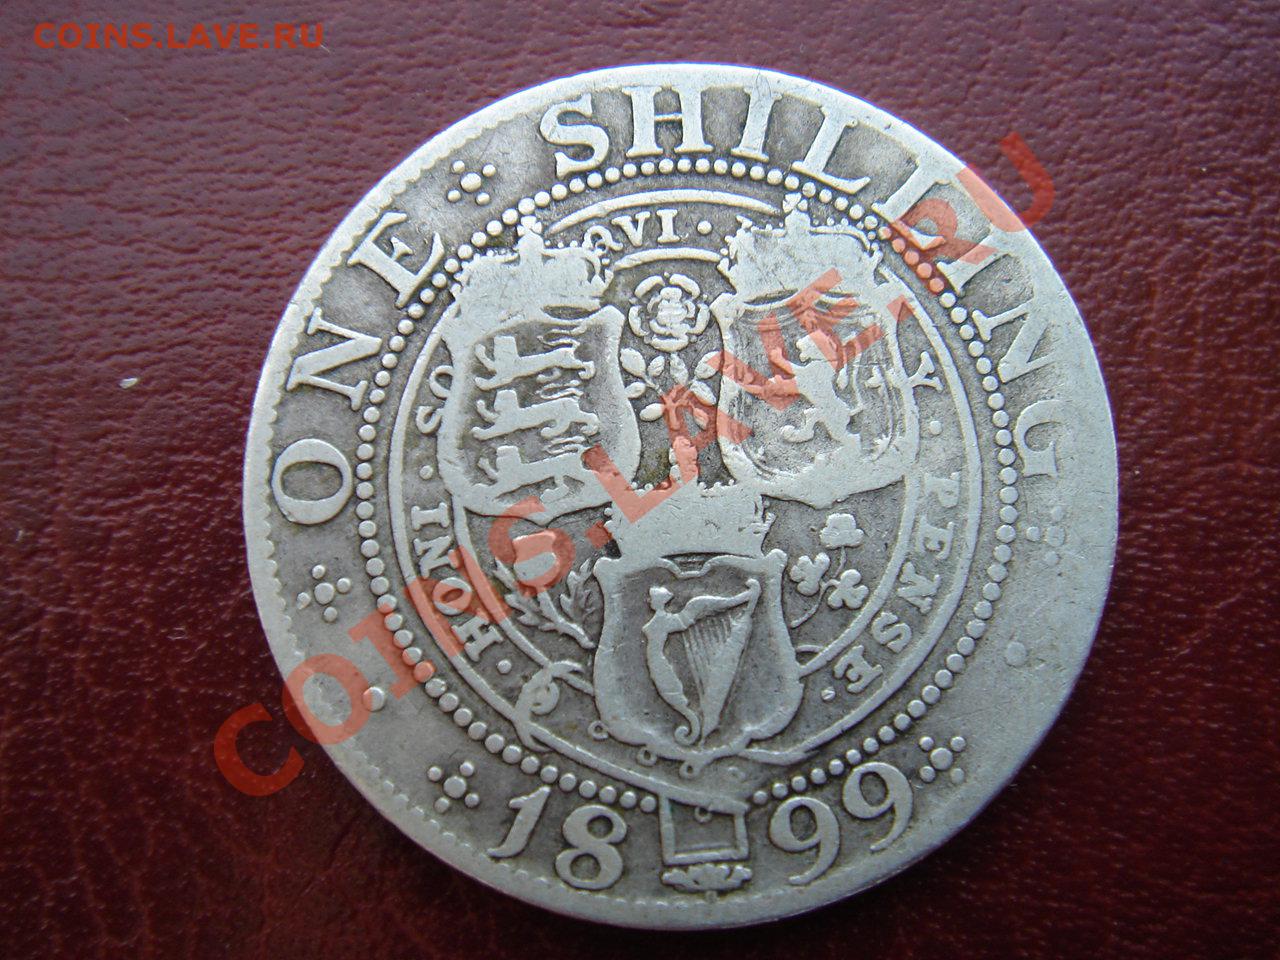 COINS.LAVE.RU
ONE SHILLING
· HONI · SO
QVI ·
Y · PENSE ·
1899
COINS.LAVE.RU